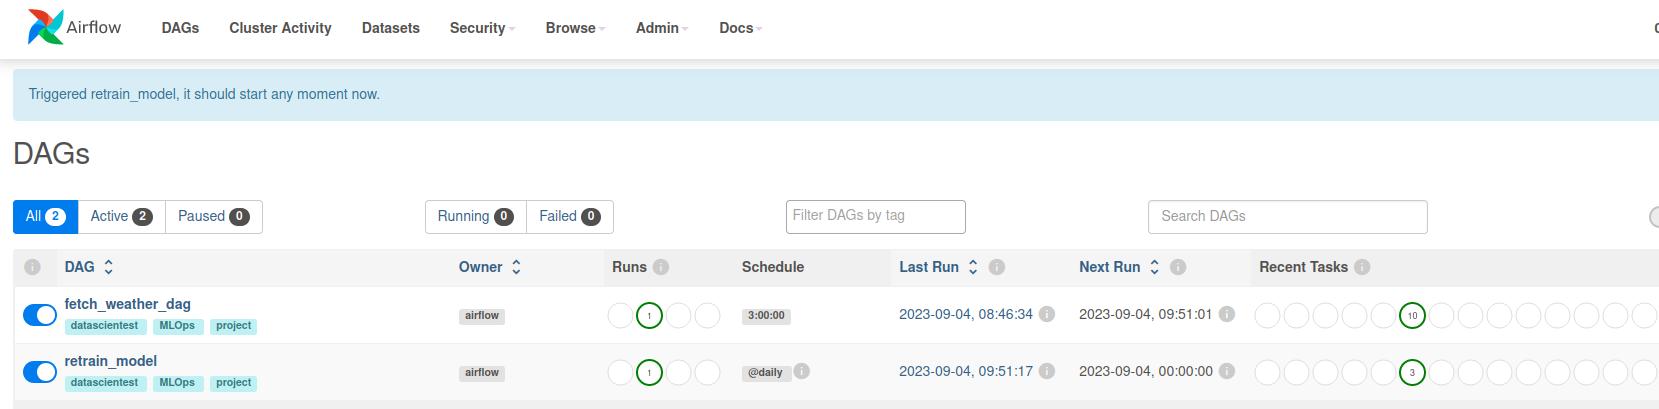 Airflow DAGs Cluster Activity Datasets Security Browse Admin Docs
Triggered retrain_model, it should start any moment now.
DAGs
All 2 Active 2 Paused 0 Running 0 Failed 0 Filter DAGs by tag Search DAGs
DAG Owner Runs Schedule Last Run Next Run Recent Tasks
fetch_weather_dag
airflow 1 3:00:00 2023-09-04, 08:46:34 2023-09-04, 09:51:01 10
datascientest MLOps project
retrain_model
airflow 1 @daily 2023-09-04, 09:51:17 2023-09-04, 00:00:00 3
datascientest MLOps project